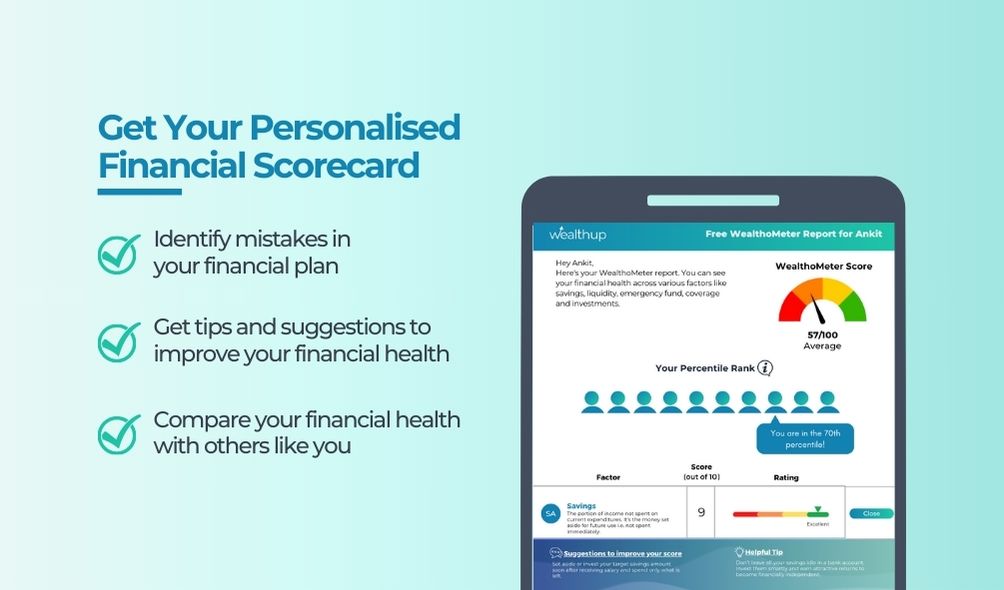 Get Your Personalised
Financial Scorecard
Identify mistakes in
your financial plan
Get tips and suggestions to
improve your financial health
Compare your financial health
with others like you
wealthup
Free WealthoMeter Report for Ankit
Hey Ankit,
Here's your WealthoMeter report. You can see
your financial health across various factors like
savings, liquidity, emergency fund, coverage
and investments.
WealthoMeter Score
57/100
Average
Your Percentile Rank
i
You are in the 70th
percentile!
Factor
Score
(out of 10)
Rating
SA
Savings
The portion of income not spent on
current expenditures. It's the money set
aside for future use i.e. not spent
immediately
9
Excellent
Close
Suggestions to improve your score
Set aside or invest your target savings amount
soon after receiving salary and spend only what is
left.
Helpful Tip
Don't leave all your savings idle in a bank account.
Invest them smartly and earn attractive returns to
become financially independent.